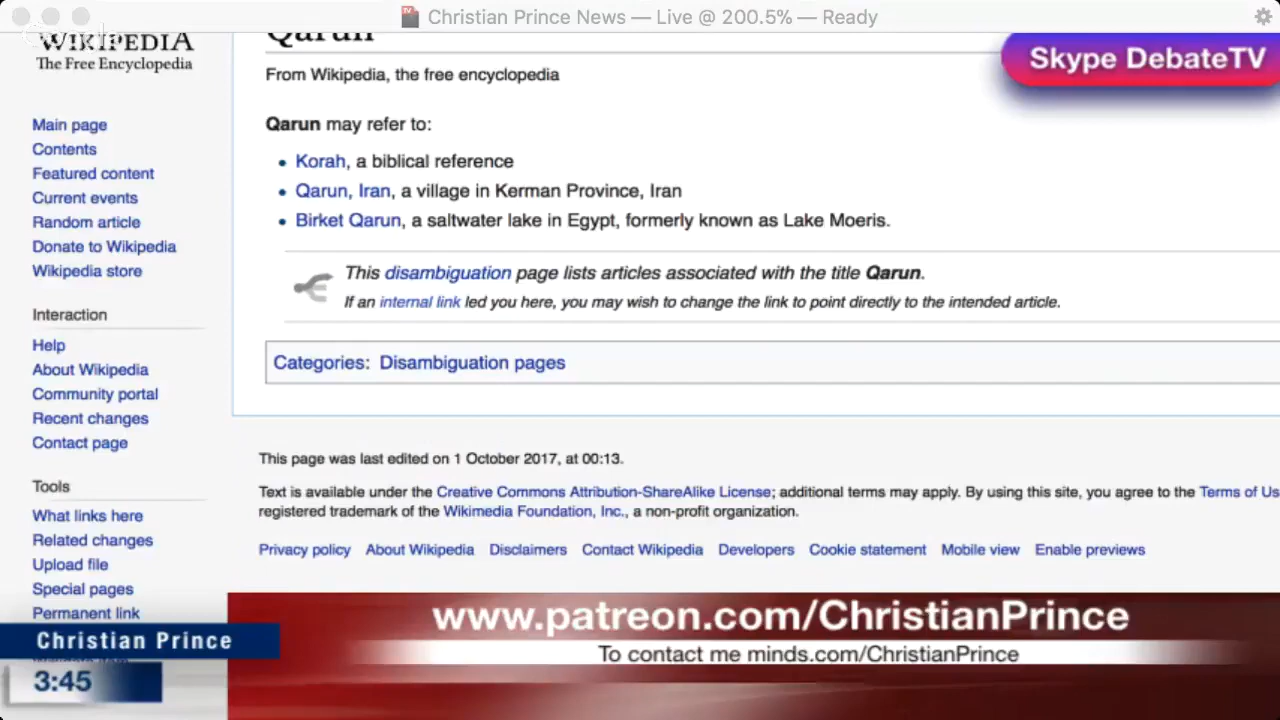 Christian Prince News — Live @ 200.5% — Ready
WIKIPEDIA
The Free Encyclopedia
Qarun
From Wikipedia, the free encyclopedia
Skype DebateTV
Main page
Contents
Featured content
Current events
Random article
Donate to Wikipedia
Wikipedia store
Interaction
Help
About Wikipedia
Community portal
Recent changes
Contact page
Tools
What links here
Related changes
Upload file
Special pages
Permanent link
Qarun may refer to:
• Korah, a biblical reference
• Qarun, Iran, a village in Kerman Province, Iran
• Birket Qarun, a saltwater lake in Egypt, formerly known as Lake Moeris.
This disambiguation page lists articles associated with the title Qarun.
If an internal link led you here, you may wish to change the link to point directly to the intended article.
Categories: Disambiguation pages
This page was last edited on 1 October 2017, at 00:13.
Text is available under the Creative Commons Attribution-ShareAlike License; additional terms may apply. By using this site, you agree to the Terms of Us
registered trademark of the Wikimedia Foundation, Inc., a non-profit organization.
Privacy policy About Wikipedia Disclaimers Contact Wikipedia Developers Cookie statement Mobile view Enable previews
www.patreon.com/ChristianPrince
To contact me minds.com/ChristianPrince
Christian Prince
3:45